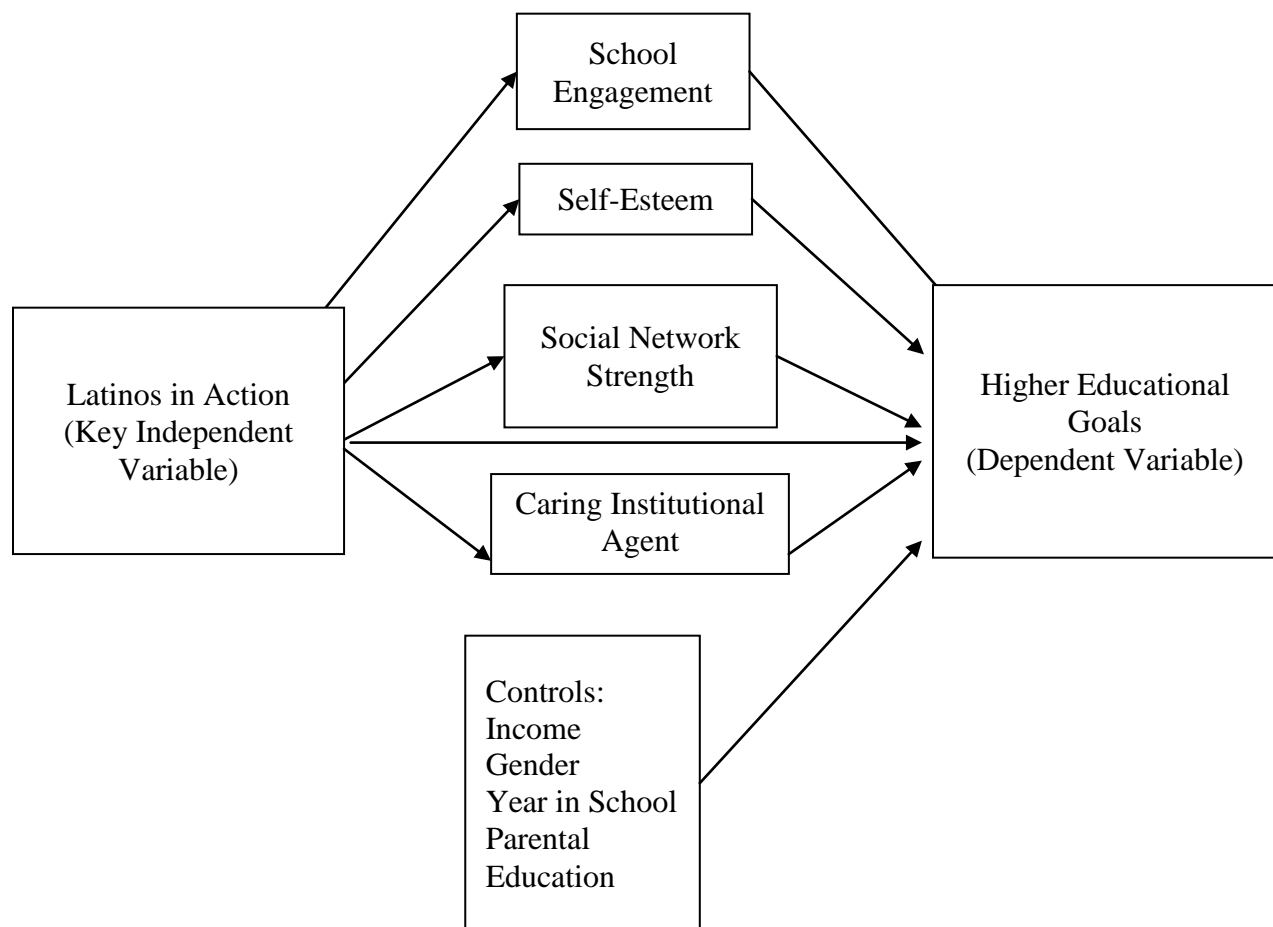 School
Engagement
Self-Esteem
Social Network
Strength
Latinos in Action
(Key Independent
Variable)
Higher Educational
Goals
(Dependent Variable)
Caring Institutional
Agent
Controls:
Income
Gender
Year in School
Parental
Education